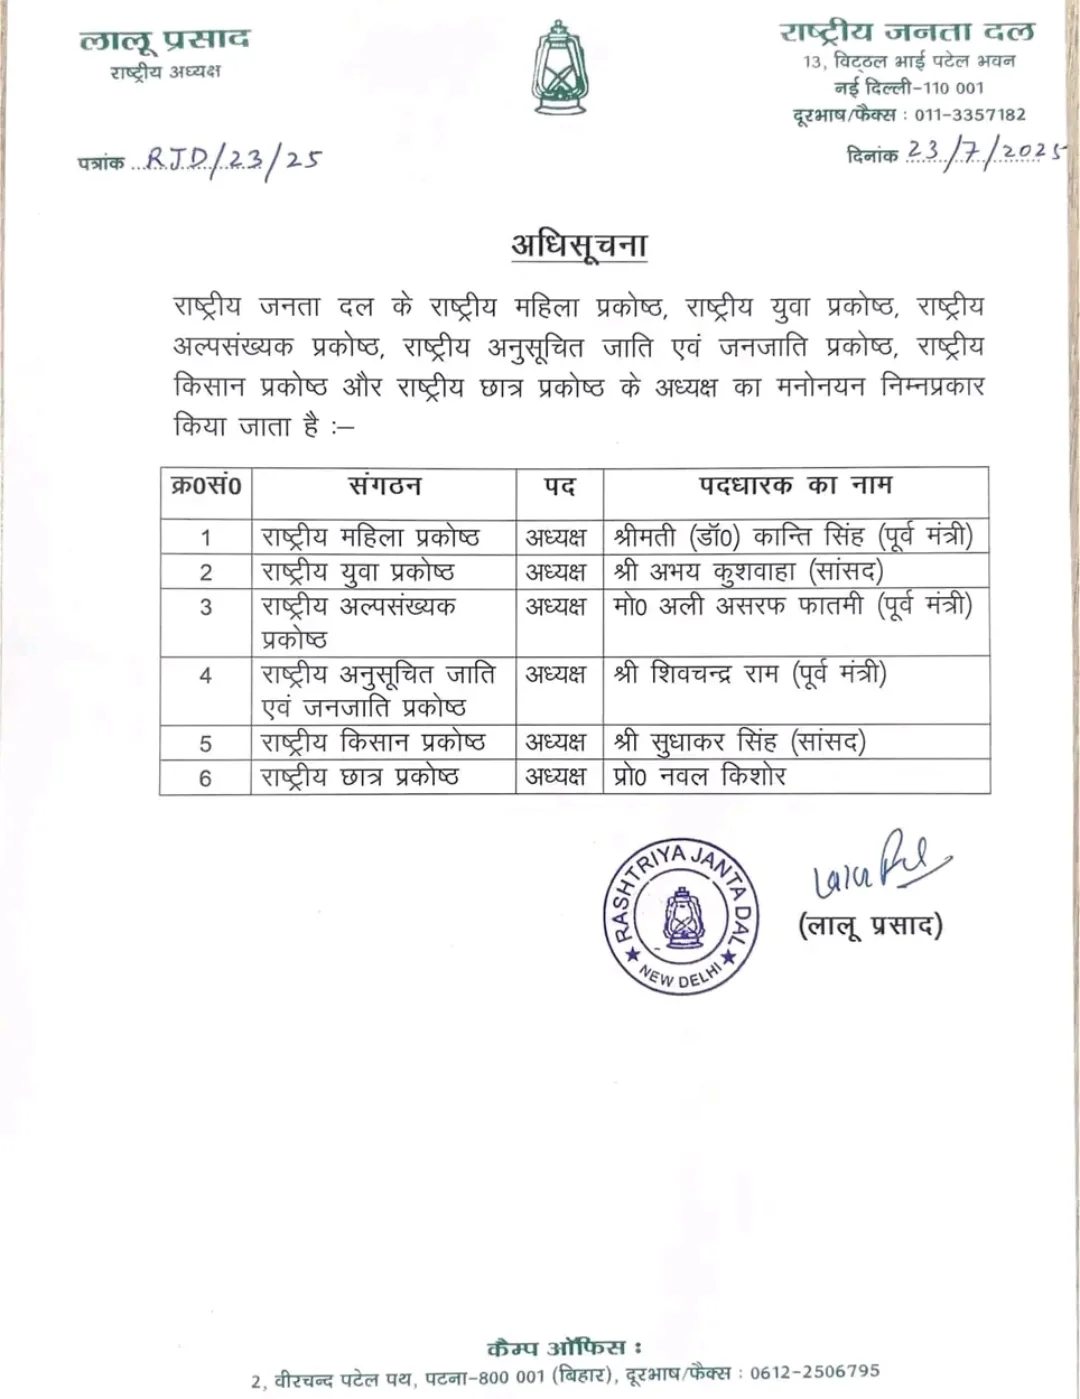 लालू प्रसाद
राष्ट्रीय अध्यक्ष
राष्ट्रीय जनता दल
13, विट्ठल भाई पटेल भवन
नई दिल्ली-110 001
दूरभाष/फैक्स : 011-3357182
पत्रांक RJD/23/25
दिनांक 23/7/2025
अधिसूचना
राष्ट्रीय जनता दल के राष्ट्रीय महिला प्रकोष्ठ, राष्ट्रीय युवा प्रकोष्ठ, राष्ट्रीय
अल्पसंख्यक प्रकोष्ठ, राष्ट्रीय अनुसूचित जाति एवं जनजाति प्रकोष्ठ, राष्ट्रीय
किसान प्रकोष्ठ और राष्ट्रीय छात्र प्रकोष्ठ के अध्यक्ष का मनोनयन निम्नप्रकार
किया जाता है :–
क्र0सं0 संगठन पद पदधारक का नाम
1 राष्ट्रीय महिला प्रकोष्ठ अध्यक्ष श्रीमती (डॉ0) कान्ति सिंह (पूर्व मंत्री)
2 राष्ट्रीय युवा प्रकोष्ठ अध्यक्ष श्री अभय कुशवाहा (सांसद)
3 राष्ट्रीय अल्पसंख्यक अध्यक्ष मो0 अली असरफ फातमी (पूर्व मंत्री)
प्रकोष्ठ
4 राष्ट्रीय अनुसूचित जाति अध्यक्ष श्री शिवचन्द्र राम (पूर्व मंत्री)
एवं जनजाति प्रकोष्ठ
5 राष्ट्रीय किसान प्रकोष्ठ अध्यक्ष श्री सुधाकर सिंह (सांसद)
6 राष्ट्रीय छात्र प्रकोष्ठ अध्यक्ष प्रो0 नवल किशोर
RASHTRIYA JANTA DAL
NEW DELHI
(लालू प्रसाद)
कैम्प ऑफिस :
2, वीरचन्द पटेल पथ, पटना-800 001 (बिहार), दूरभाष/फैक्स : 0612-2506795